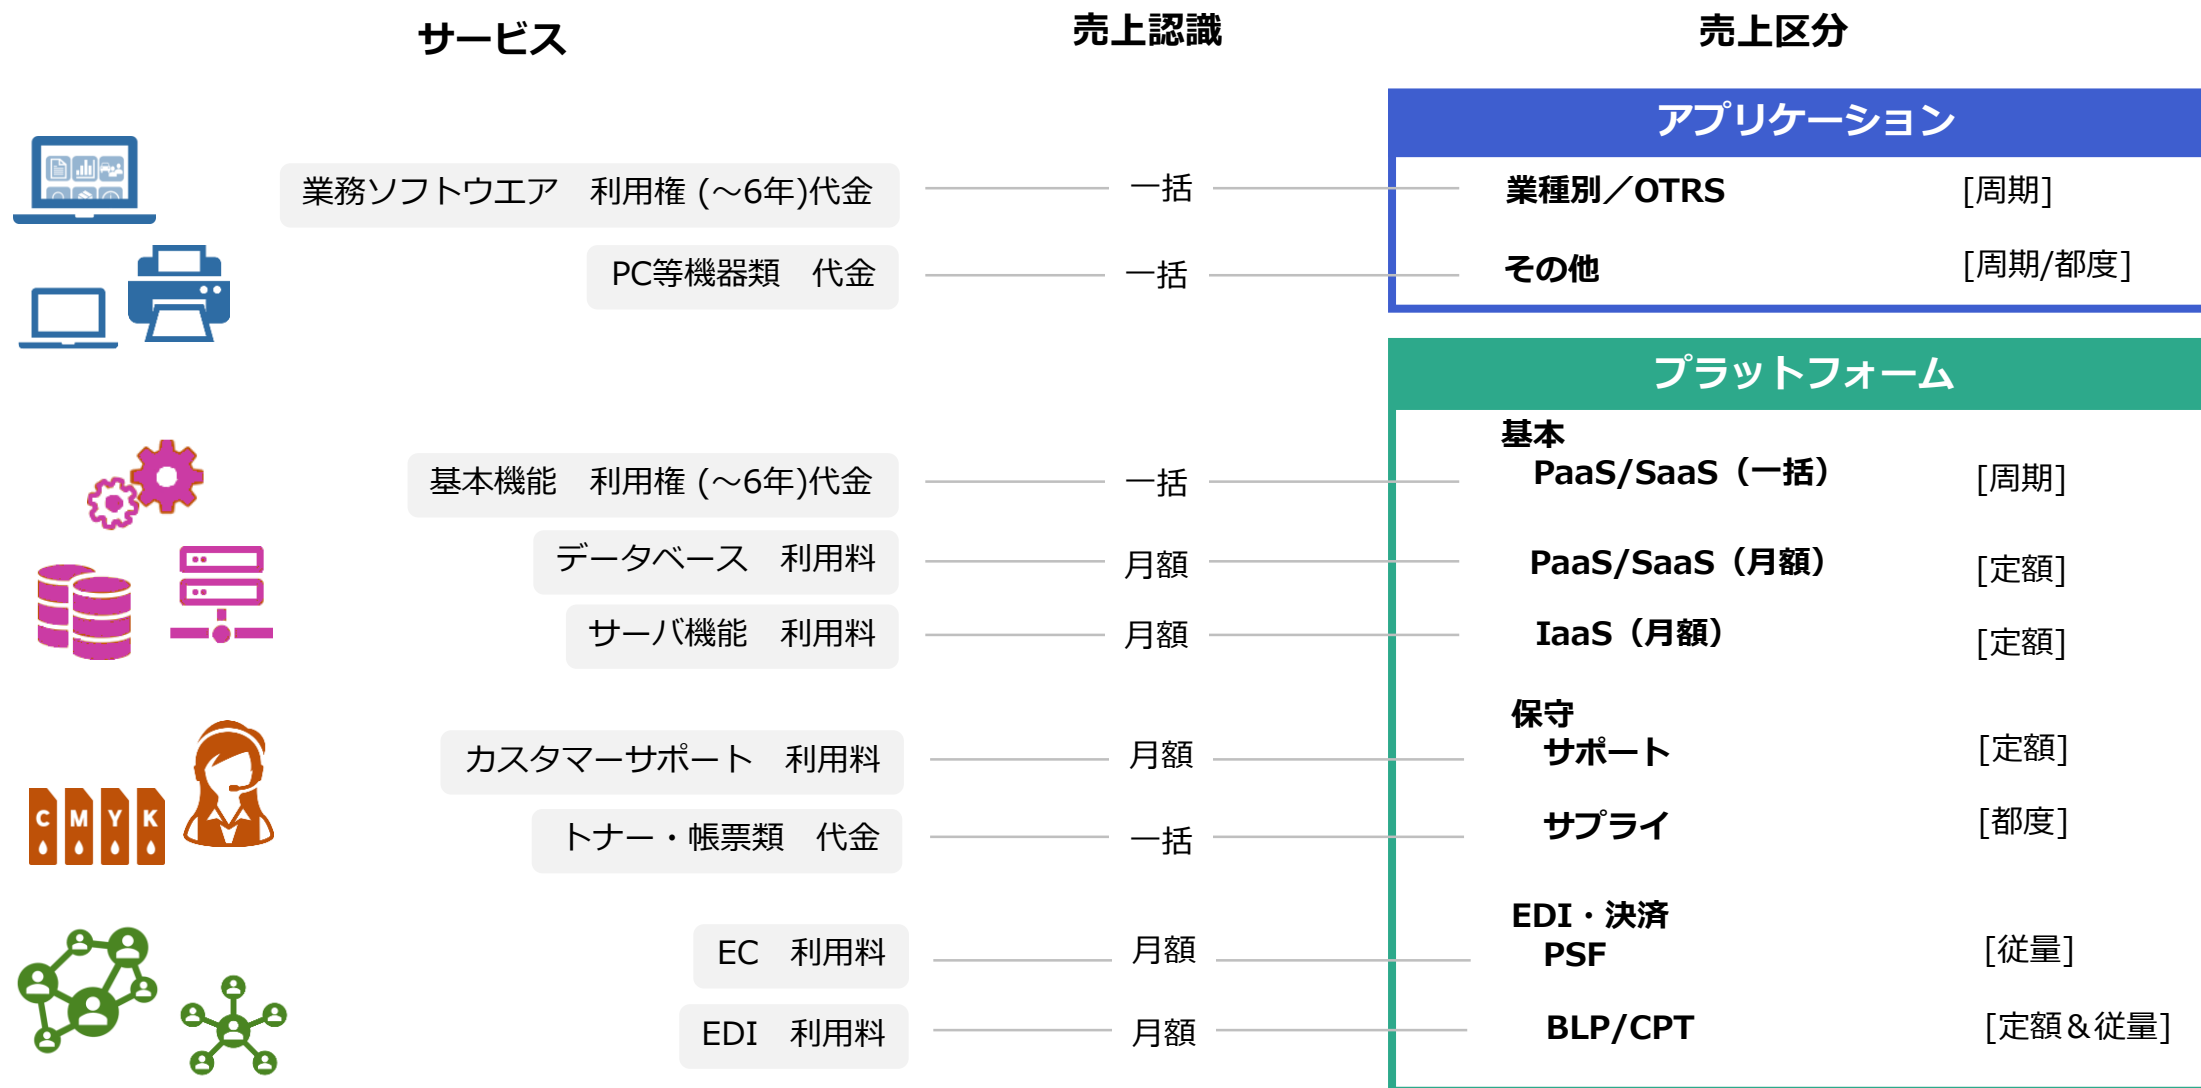 サービス 売上認識 売上区分
アプリケーション
業務ソフトウエア 利用権 (～6年)代金 一括 業種別／OTRS [周期]
PC等機器類 代金 一括 その他 [周期/都度]
プラットフォーム
基本
基本機能 利用権 (～6年)代金 一括 PaaS/SaaS（一括） [周期]
データベース 利用料 月額 PaaS/SaaS（月額） [定額]
サーバ機能 利用料 月額 IaaS（月額） [定額]
保守
カスタマーサポート 利用料 月額 サポート [定額]
C M Y K
トナー・帳票類 代金 一括 サプライ [都度]
EDI・決済
EC 利用料 月額 PSF [従量]
EDI 利用料 月額 BLP/CPT [定額＆従量]